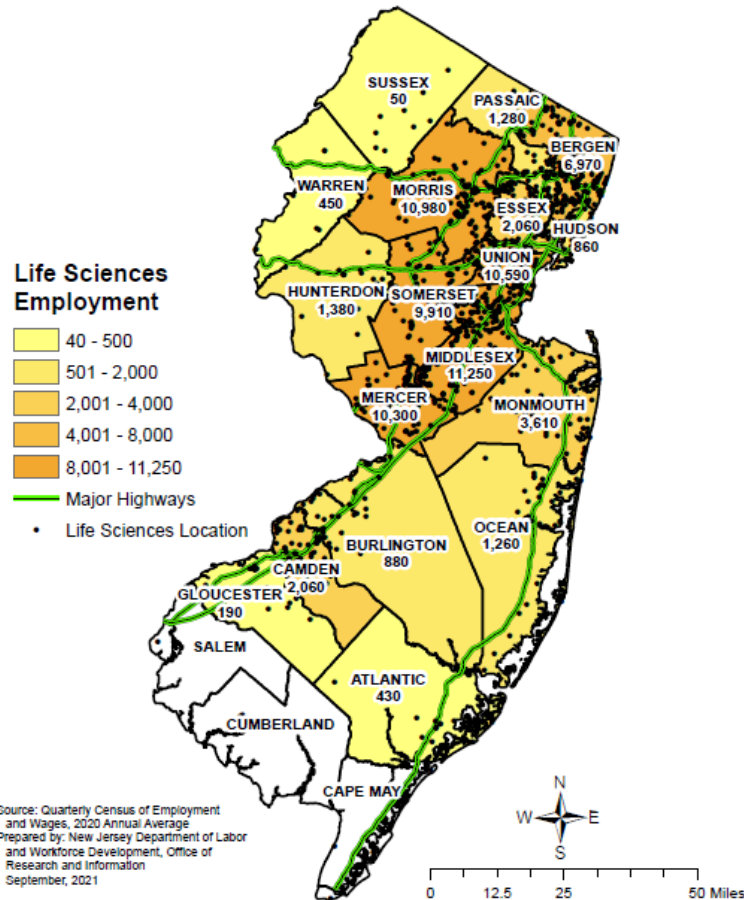 SUSSEX
50
PASSAIC
1,280
BERGEN
6,970
WARREN
450
MORRIS
10,980
ESSEX
2,060
HUDSON
860
UNION
10,590
Life Sciences
Employment
40 - 500
501 - 2,000
2,001 - 4,000
4,001 - 8,000
8,001 - 11,250
Major Highways
Life Sciences Location
HUNTERDON
1,380
SOMERSET
9,910
MIDDLESEX
11,250
MERCER
10,300
MONMOUTH
3,610
OCEAN
1,260
BURLINGTON
880
CAMDEN
2,060
GLOUCESTER
190
SALEM
ATLANTIC
430
CUMBERLAND
CAPE MAY
Source: Quarterly Census of Employment
and Wages, 2020 Annual Average
Prepared by: New Jersey Department of Labor
and Workforce Development, Office of
Research and Information
September, 2021
N
W E
S
0 12.5 25 50 Miles